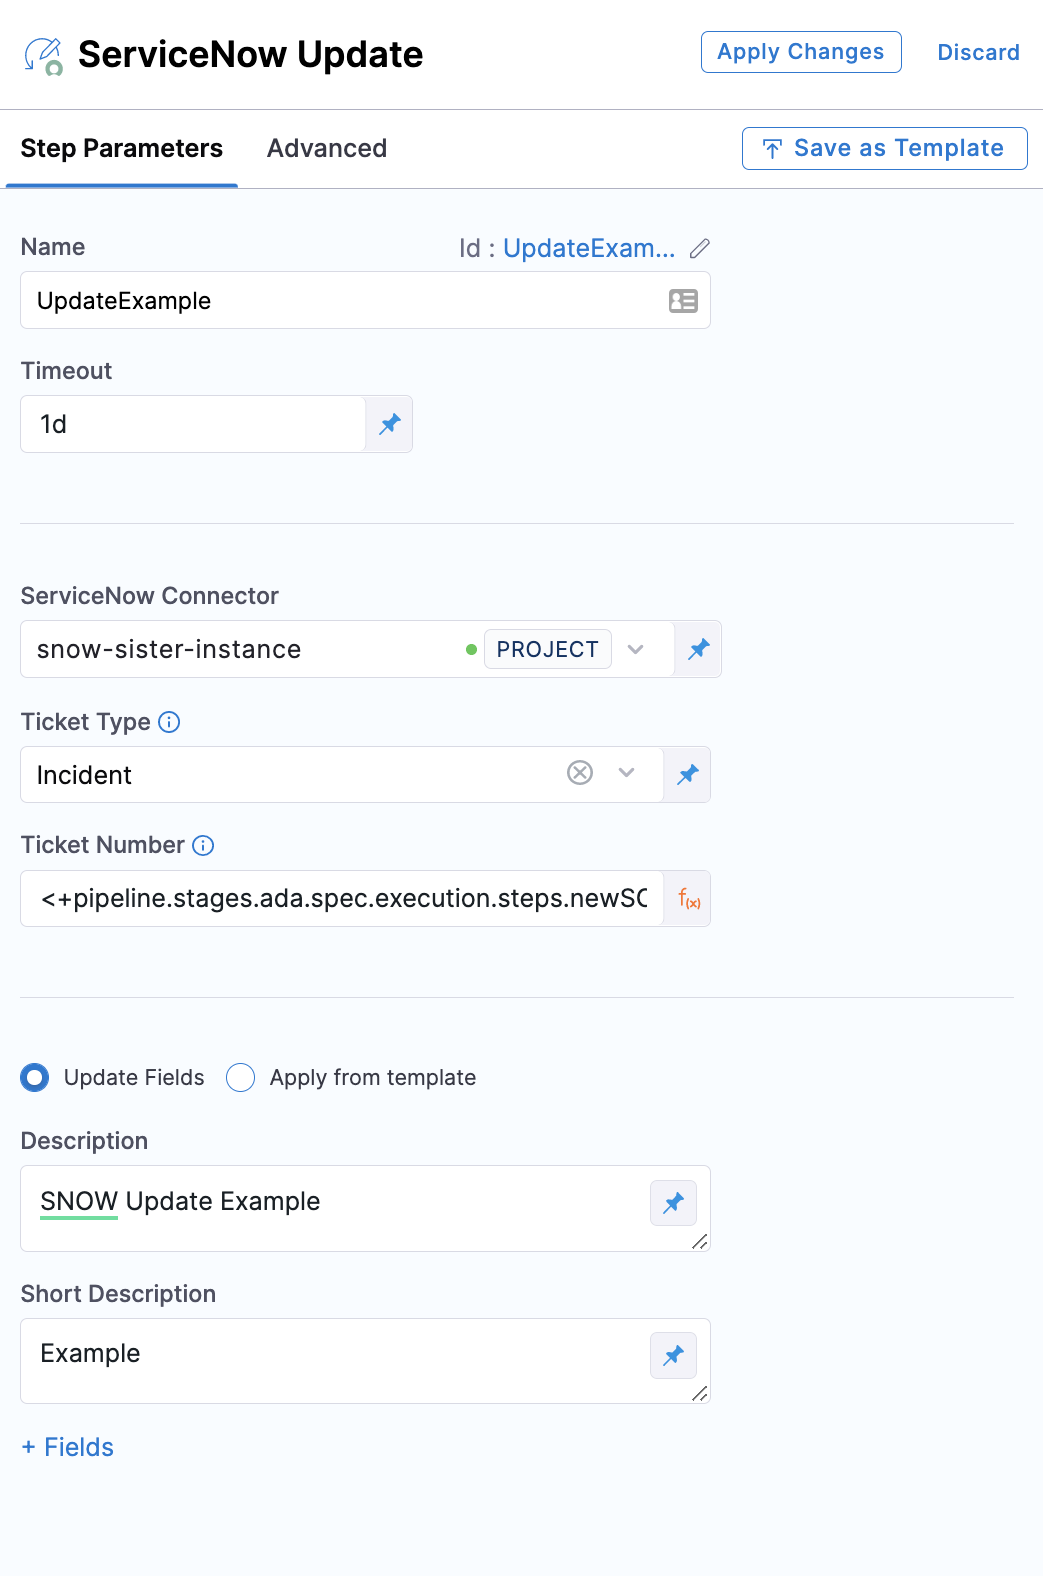 ServiceNow Update
Apply Changes
Discard
Step Parameters
Advanced
Save as Template
Name
Id : UpdateExam...
UpdateExample
Timeout
1d
ServiceNow Connector
snow-sister-instance
PROJECT
Ticket Type
Incident
Ticket Number
<+pipeline.stages.ada.spec.execution.steps.newSC
f(x)
Update Fields
Apply from template
Description
SNOW Update Example
Short Description
Example
+ Fields